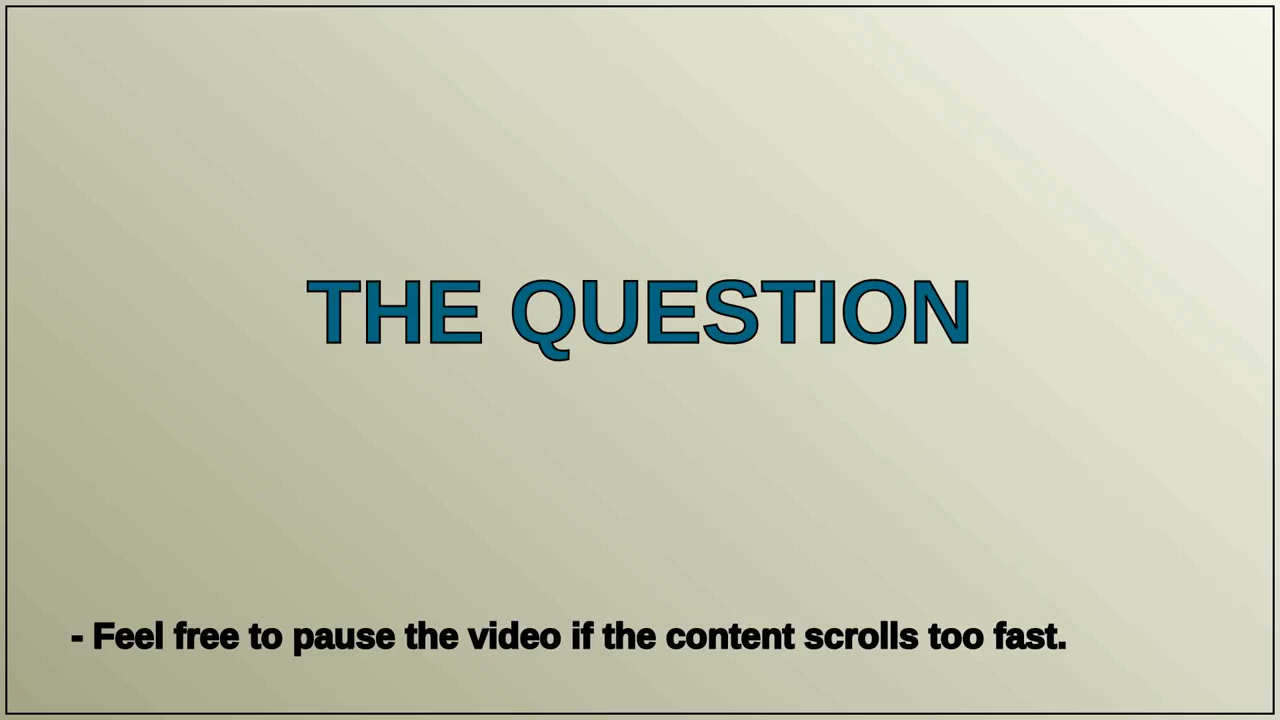 THE QUESTION
- Feel free to pause the video if the content scrolls too fast.